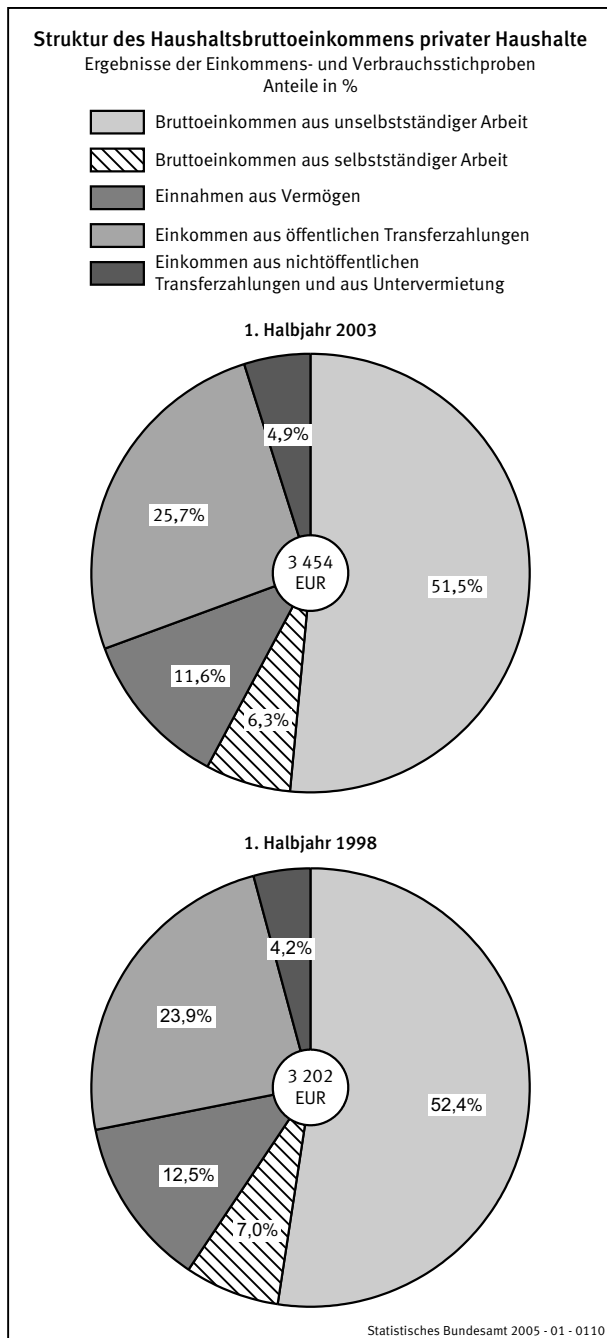 Struktur des Haushaltsbruttoeinkommens privater Haushalte
Ergebnisse der Einkommens- und Verbrauchsstichproben
Anteile in %
Bruttoeinkommen aus unselbstständiger Arbeit
Bruttoeinkommen aus selbstständiger Arbeit
Einnahmen aus Vermögen
Einkommen aus öffentlichen Transferzahlungen
Einkommen aus nichtöffentlichen
Transferzahlungen und aus Untervermietung
1. Halbjahr 2003
4,9%
25,7%
3 454
EUR
51,5%
11,6%
6,3%
1. Halbjahr 1998
4,2%
23,9%
3 202
EUR
52,4%
12,5%
7,0%
Statistisches Bundesamt 2005 - 01 - 0110